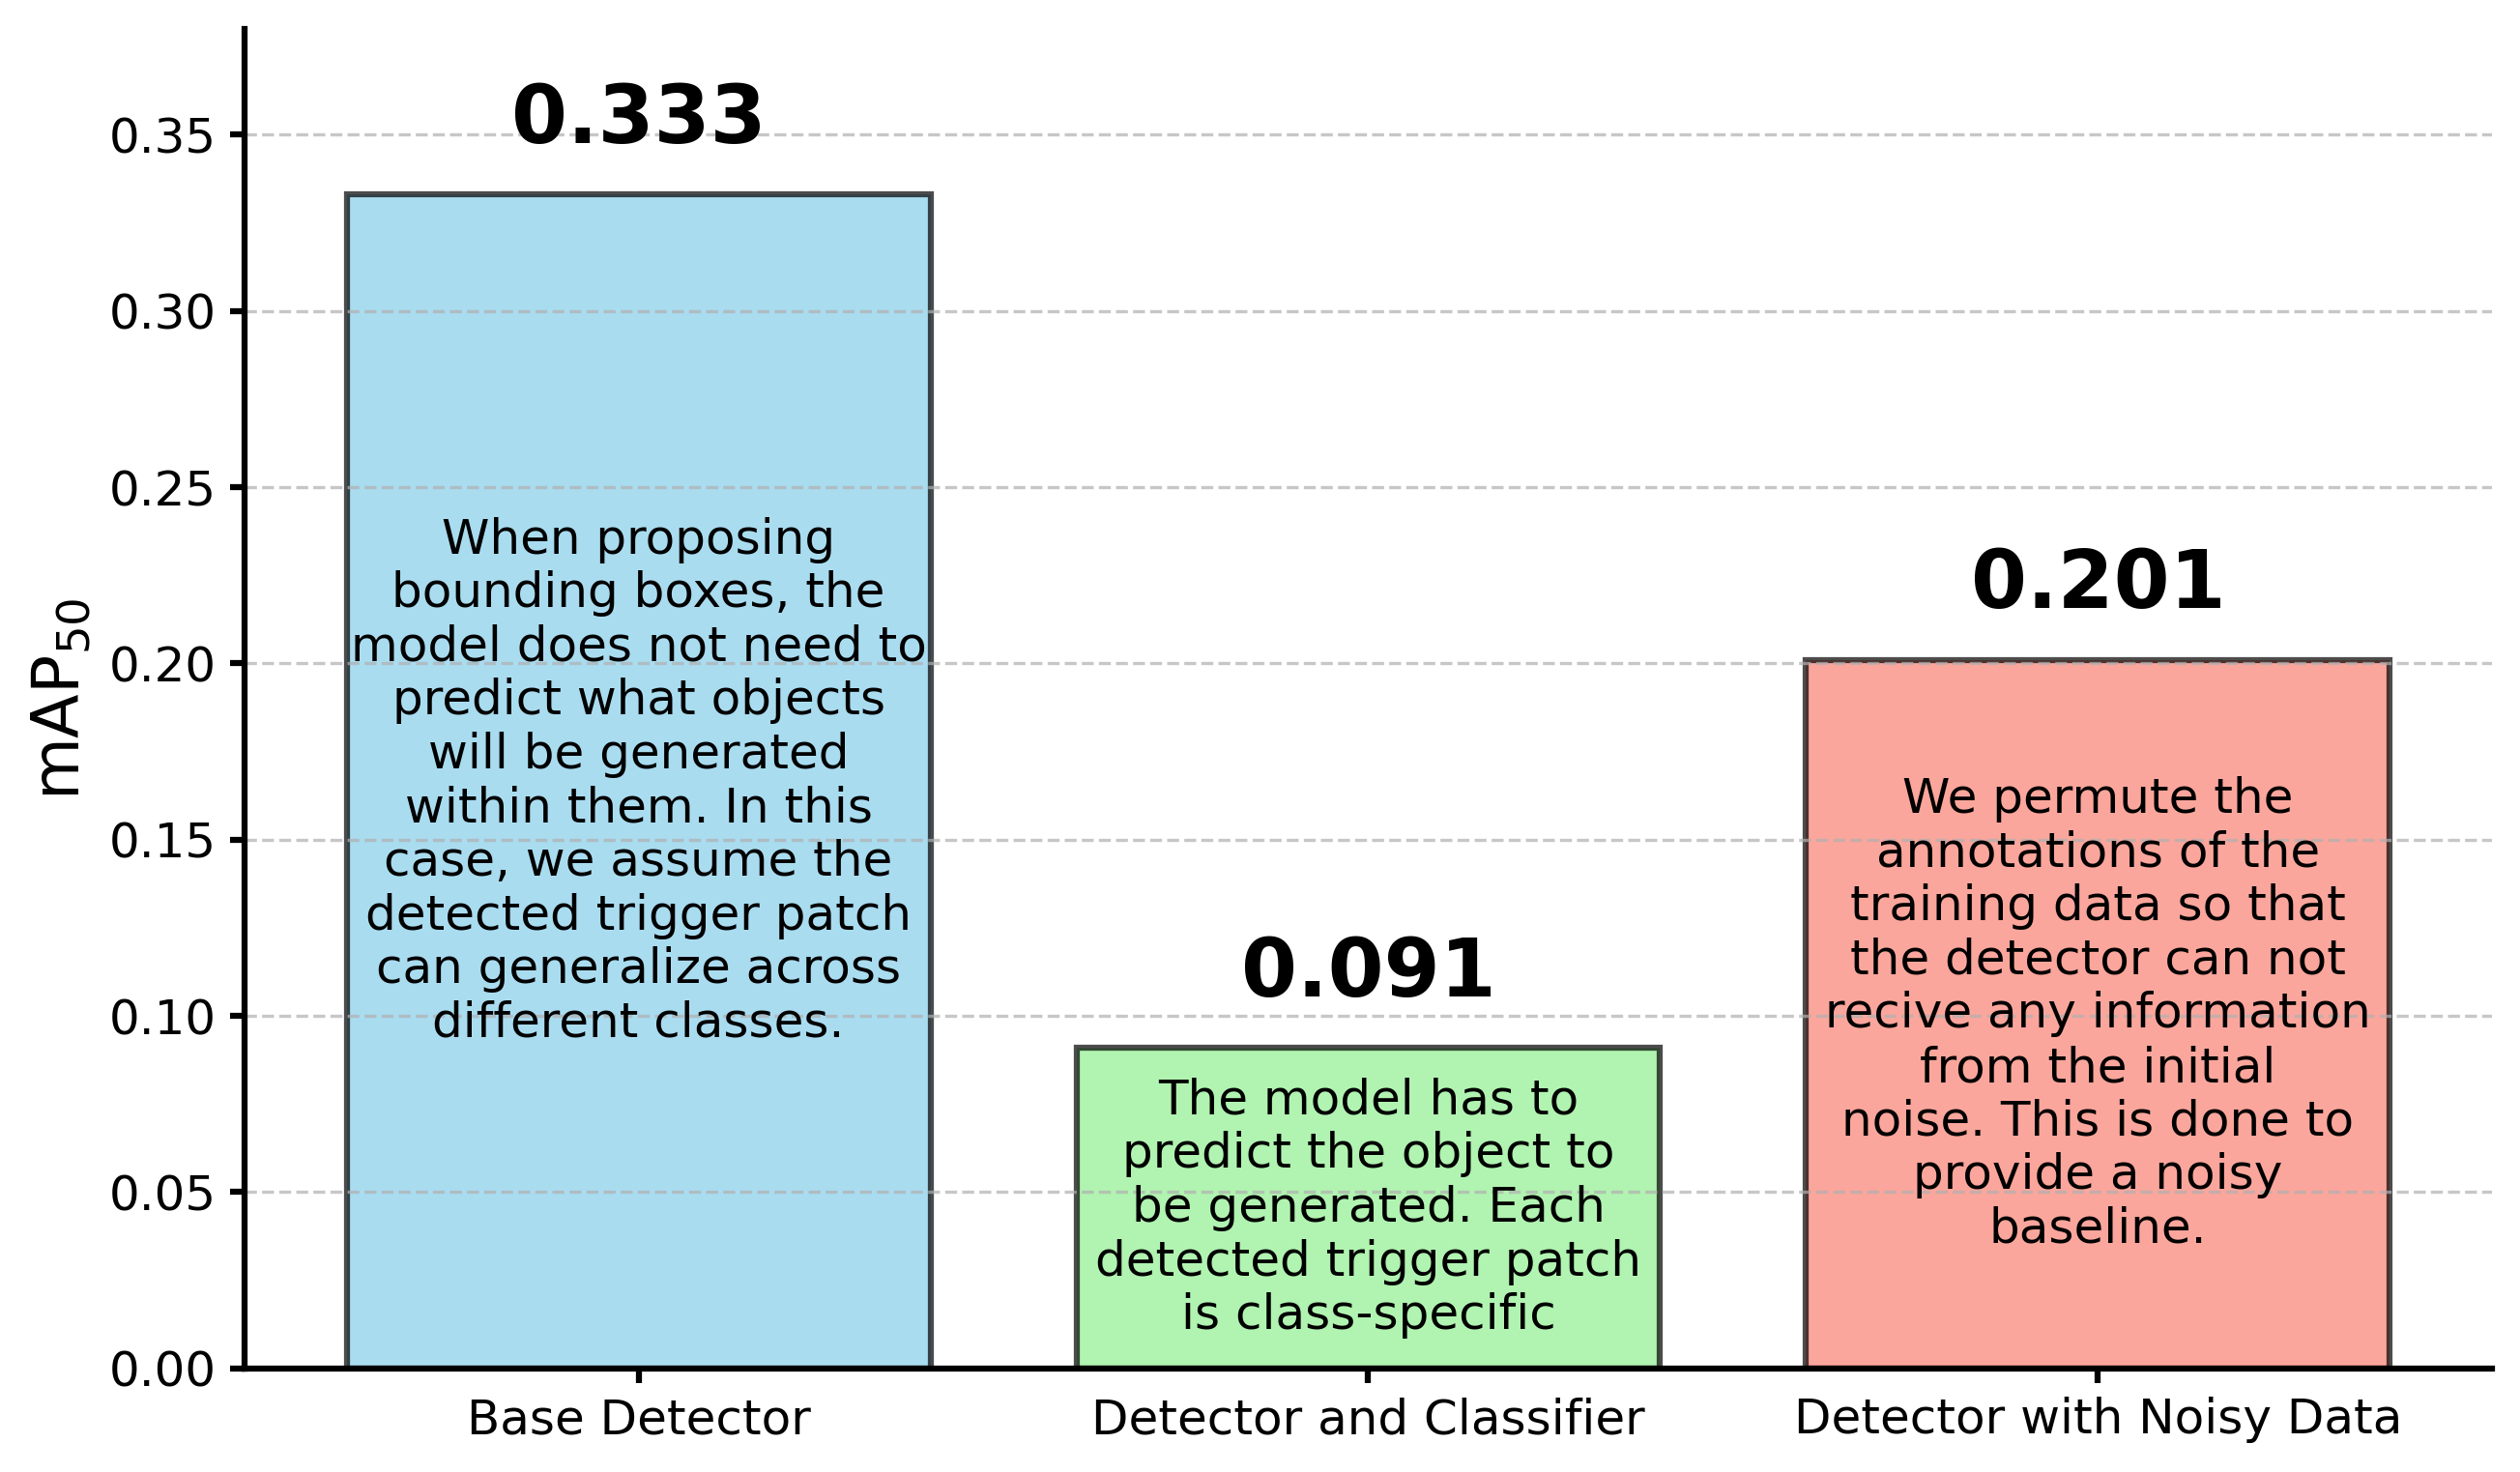 mAP50
0.35
0.30
0.25
0.20
0.15
0.10
0.05
0.00
0.333
When proposing
bounding boxes, the
model does not need to
predict what objects
will be generated
within them. In this
case, we assume the
detected trigger patch
can generalize across
different classes.
0.091
The model has to
predict the object to
be generated. Each
detected trigger patch
is class-specific
0.201
We permute the
annotations of the
training data so that
the detector can not
recive any information
from the initial
noise. This is done to
provide a noisy
baseline.
Base Detector
Detector and Classifier
Detector with Noisy Data